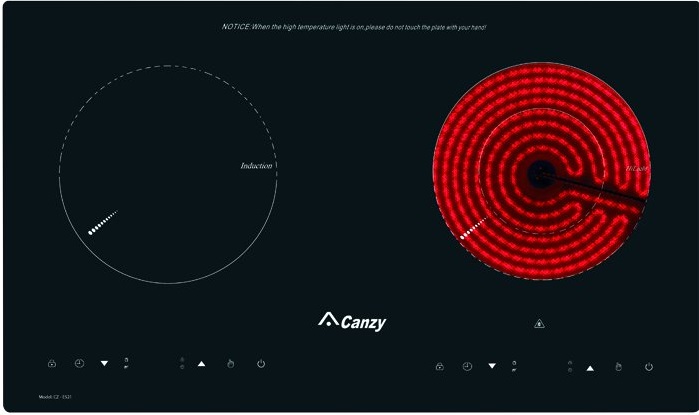 NOTICE:When the high temperature light is on,please do not touch the plate with your hand!
Induction
HiLight
Canzy